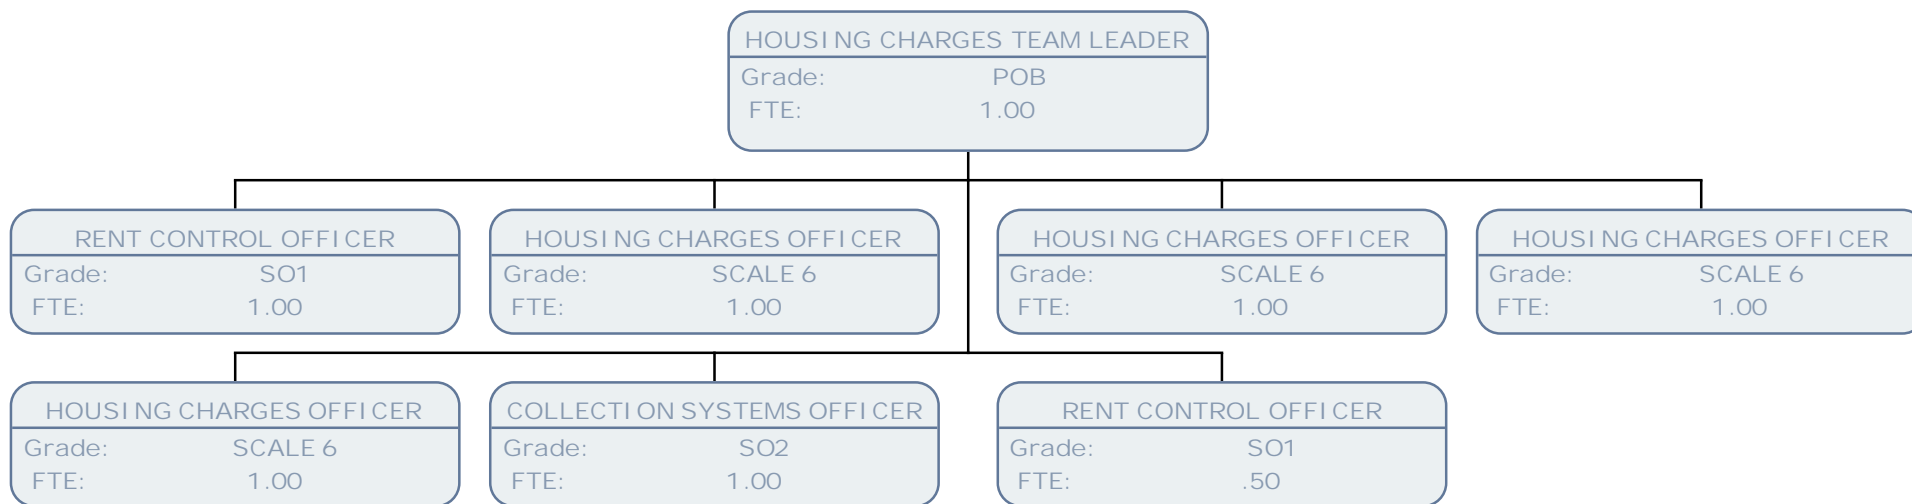 HOUSING CHARGES TEAM LEADER
Grade: POB
FTE: 1.00
RENT CONTROL OFFICER
Grade: SO1
FTE: 1.00
HOUSING CHARGES OFFICER
Grade: SCALE 6
FTE: 1.00
HOUSING CHARGES OFFICER
Grade: SCALE 6
FTE: 1.00
HOUSING CHARGES OFFICER
Grade: SCALE 6
FTE: 1.00
HOUSING CHARGES OFFICER
Grade: SCALE 6
FTE: 1.00
COLLECTION SYSTEMS OFFICER
Grade: SO2
FTE: 1.00
RENT CONTROL OFFICER
Grade: SO1
FTE: .50